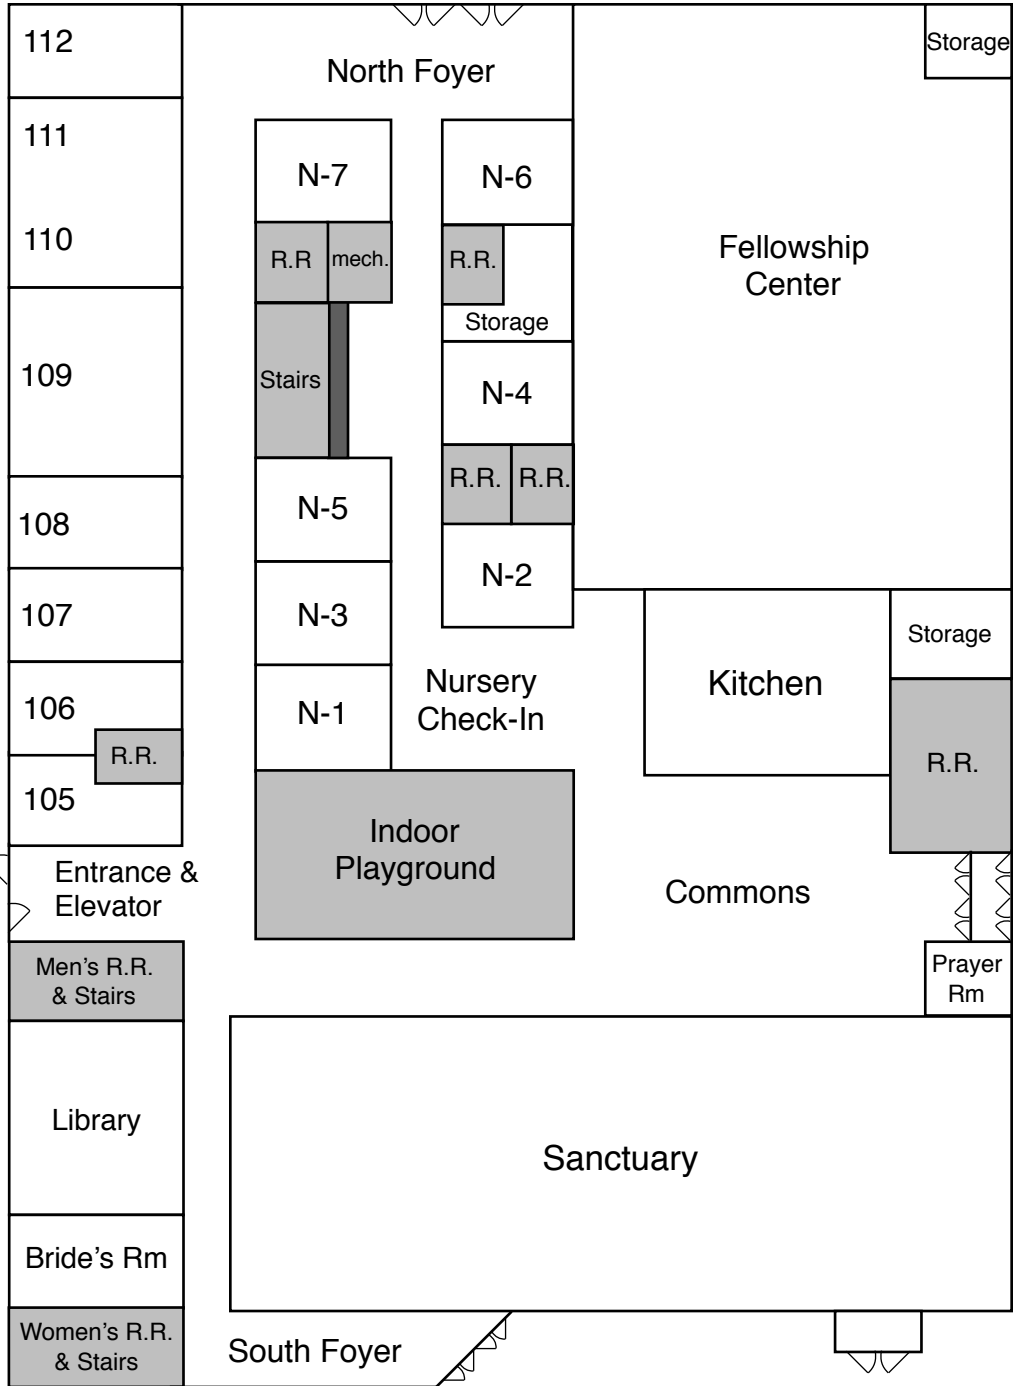 112
Storage
North Foyer
111
N-7
N-6
110
R.R
mech.
R.R.
Fellowship
Center
Storage
109
Stairs
N-4
R.R.
R.R.
108
N-5
N-2
107
N-3
Storage
106
N-1
Nursery
Check-In
Kitchen
R.R.
R.R.
105
Indoor
Playground
Entrance &
Elevator
Commons
Men's R.R.
& Stairs
Prayer
Rm
Library
Sanctuary
Bride's Rm
Women's R.R.
& Stairs
South Foyer